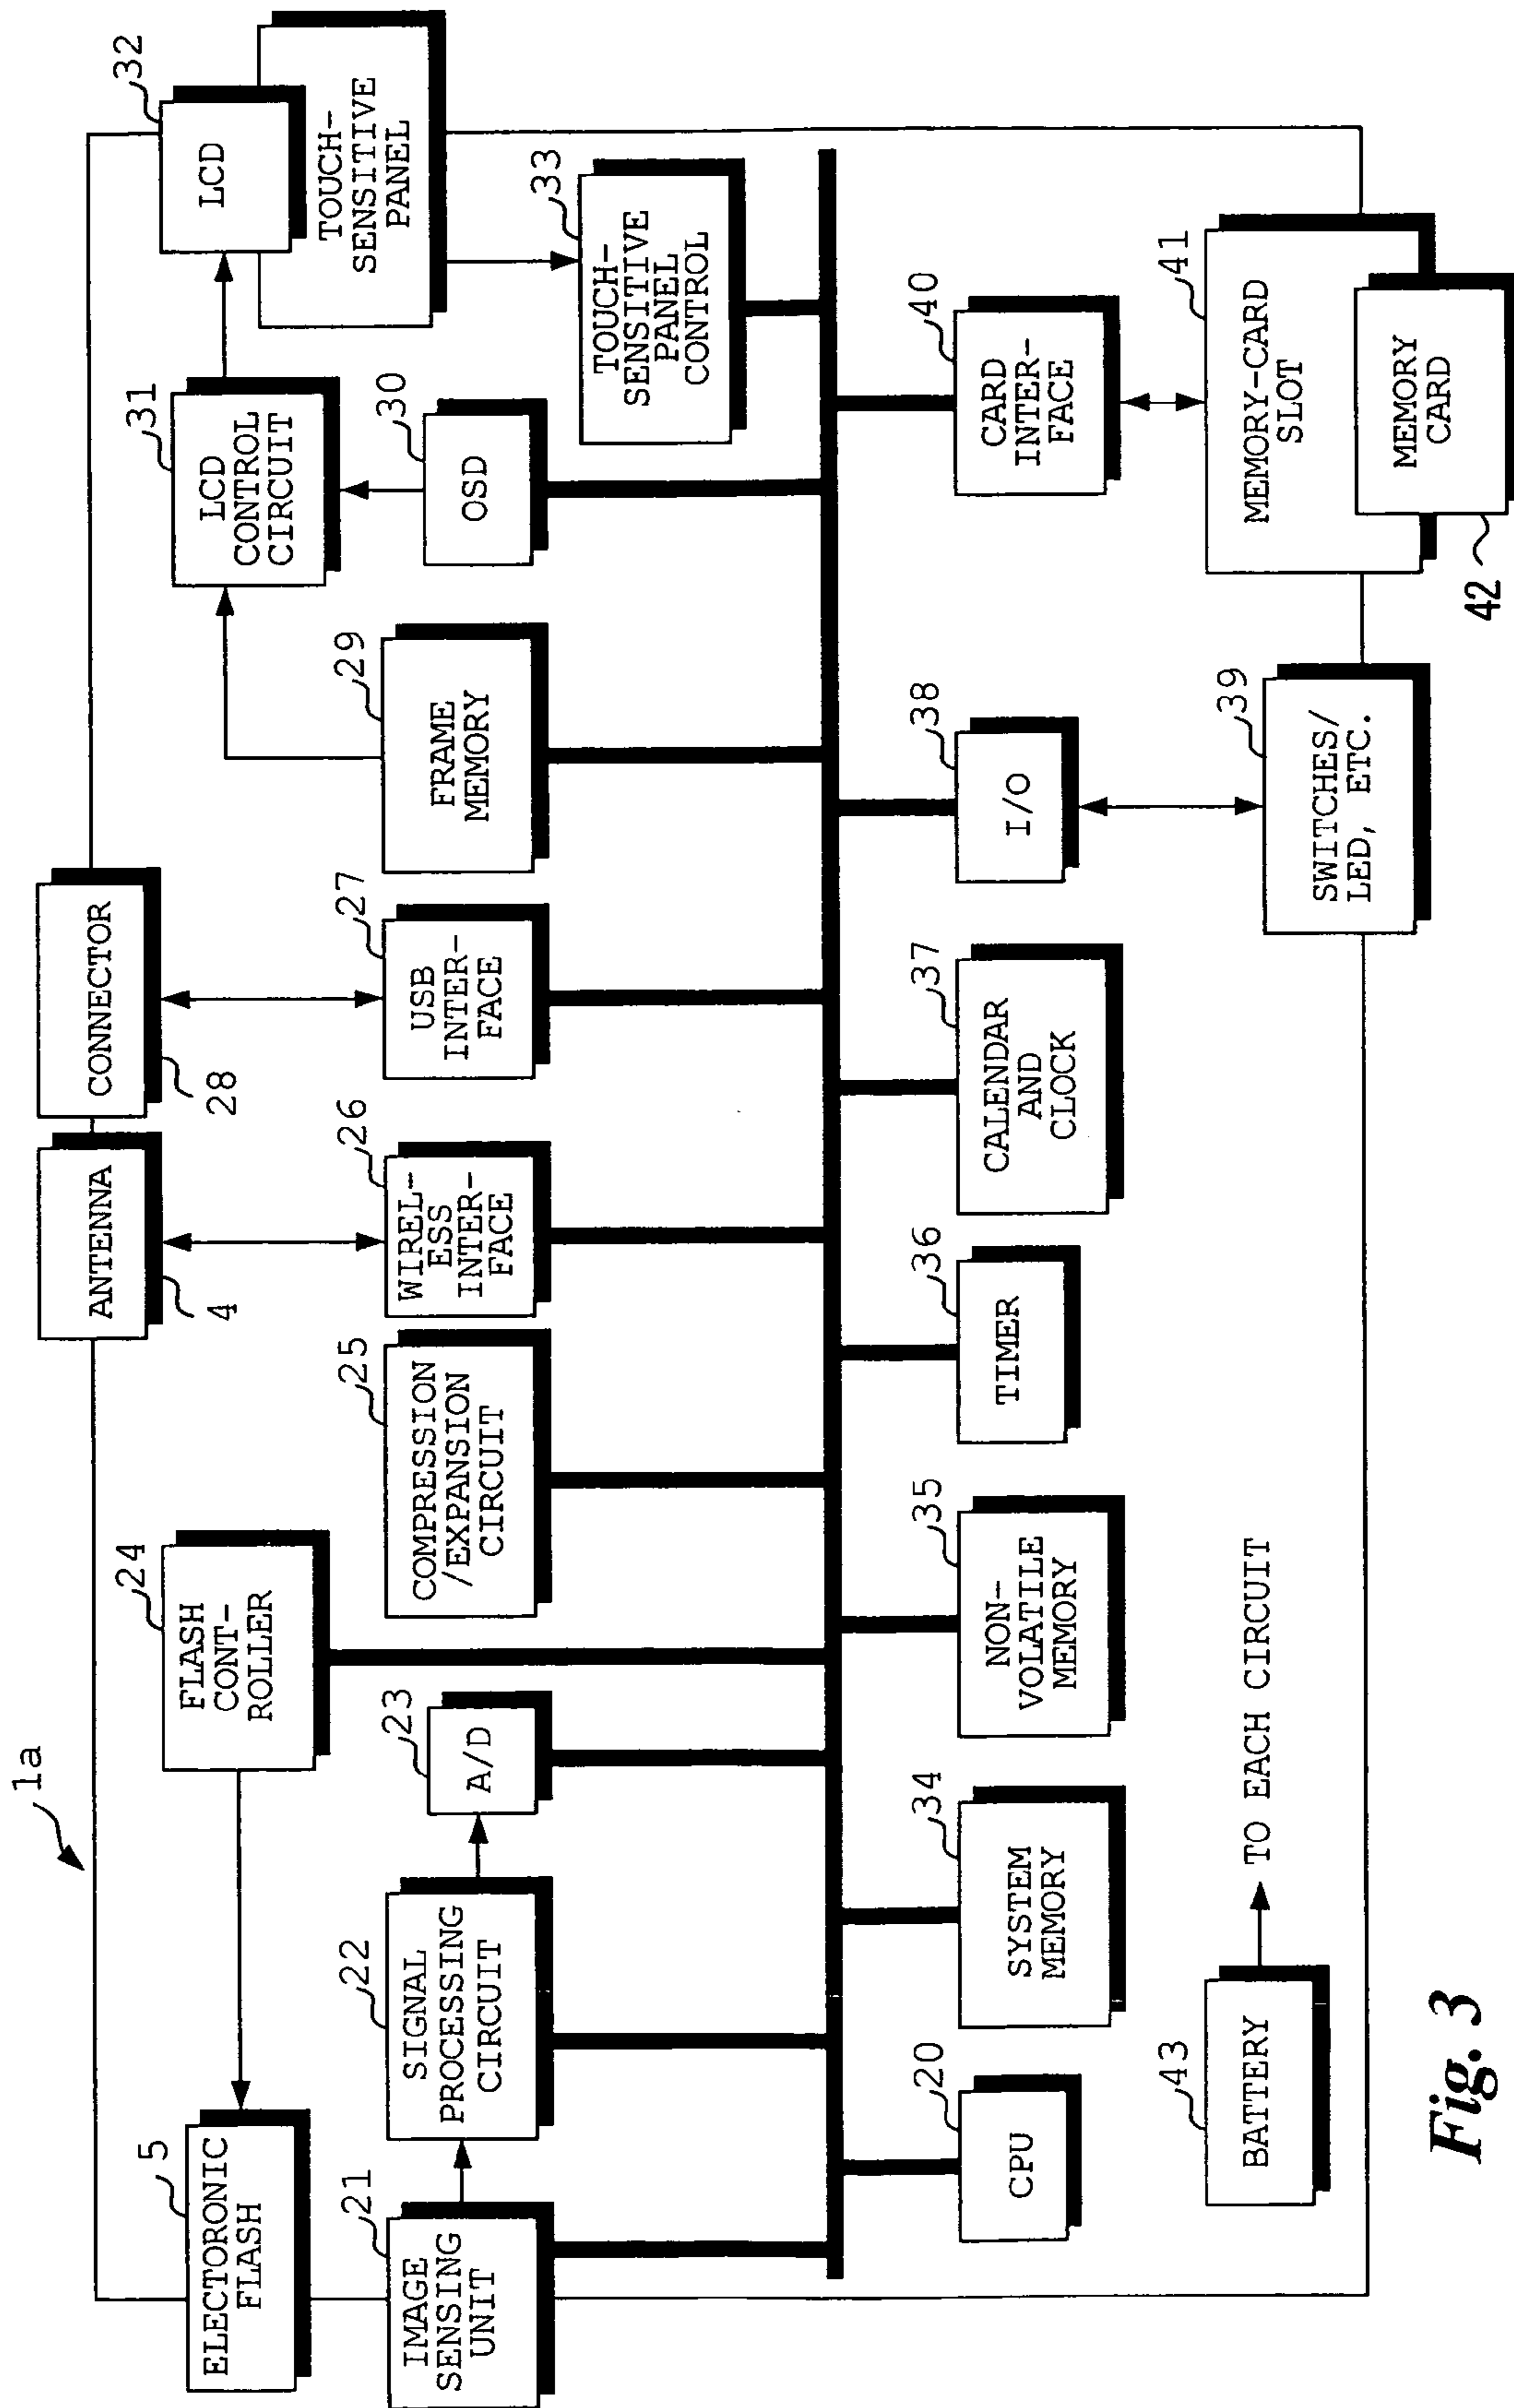 1a
5
ELECTORONIC
FLASH
24
FLASH
CONT-
ROLLER
ANTENNA
4
CONNECTOR
28
31
LCD
CONTROL
CIRCUIT
32
LCD
TOUCH-
SENSITIVE
PANEL
21
IMAGE
SENSING
UNIT
22
SIGNAL
PROCESSING
CIRCUIT
23
A/D
25
COMPRESSION
/EXPANSION
CIRCUIT
26
WIREL-
ESS
INTER-
FACE
27
USB
INTER-
FACE
29
FRAME
MEMORY
30
OSD
33
TOUCH-
SENSITIVE
PANEL
CONTROL
20
CPU
34
SYSTEM
MEMORY
35
NON-
VOLATILE
MEMORY
36
TIMER
37
CALENDAR
AND
CLOCK
38
I/O
40
CARD
INTER-
FACE
43
BATTERY
TO EACH CIRCUIT
39
SWITCHES/
LED, ETC.
41
MEMORY-CARD
SLOT
MEMORY
CARD
42
Fig. 3